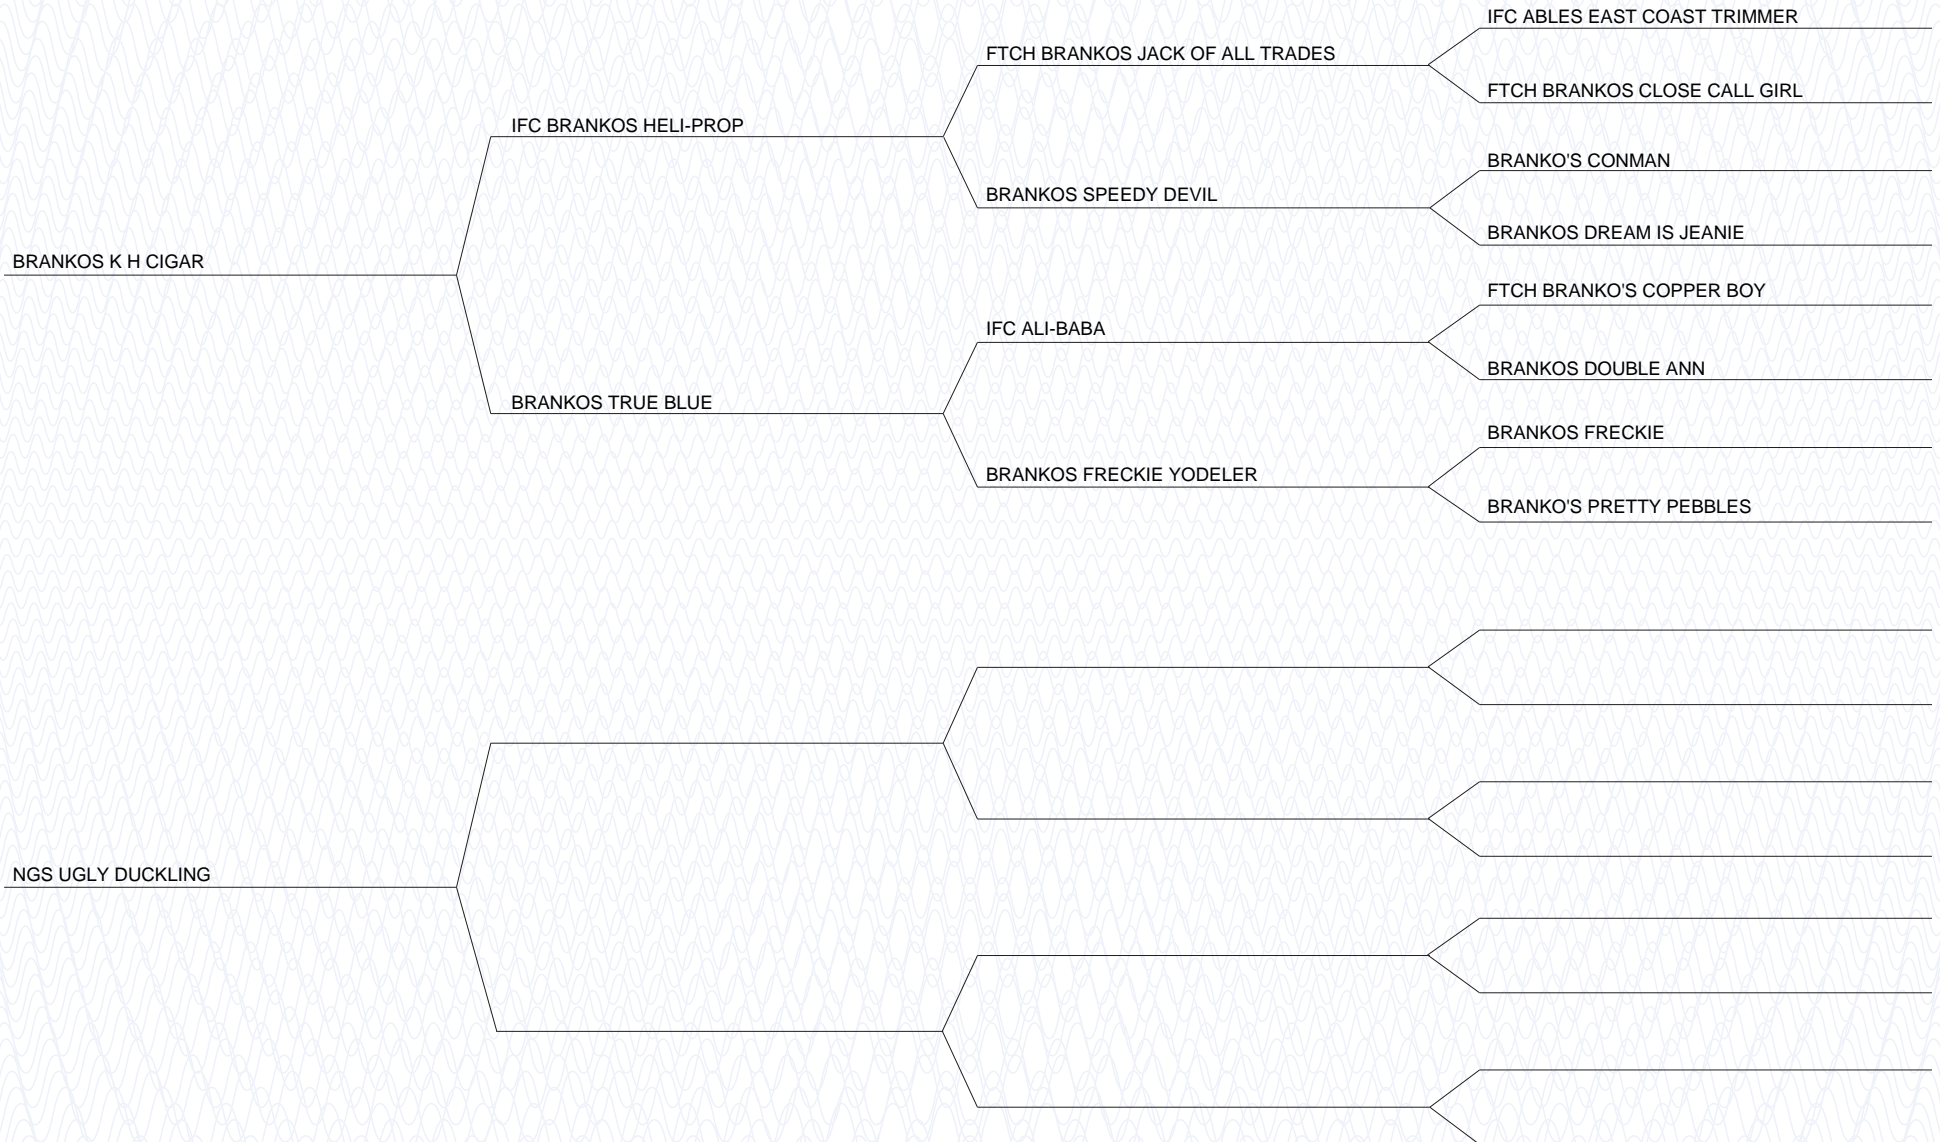 IFC ABLES EAST COAST TRIMMER
FTCH BRANKOS JACK OF ALL TRADES
FTCH BRANKOS CLOSE CALL GIRL
IFC BRANKOS HELI-PROP
BRANKO'S CONMAN
BRANKOS SPEEDY DEVIL
BRANKOS DREAM IS JEANIE
BRANKOS K H CIGAR
FTCH BRANKO'S COPPER BOY
IFC ALI-BABA
BRANKOS DOUBLE ANN
BRANKOS TRUE BLUE
BRANKOS FRECKIE
BRANKOS FRECKIE YODELER
BRANKO'S PRETTY PEBBLES
NGS UGLY DUCKLING